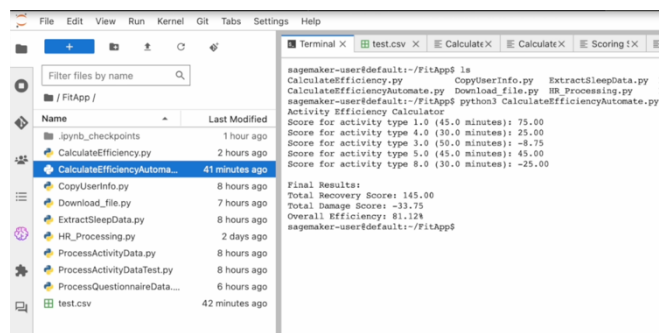 File Edit View Run Kernel Git Tabs Settings Help
Terminal test.csv Calculate Calculate Scoring
Filter files by name
/ FitApp /
Name Last Modified
.ipynb_checkpoints 1 hour ago
CalculateEfficiency.py 2 hours ago
CalculateEfficiencyAutoma... 41 minutes ago
CopyUserInfo.py 8 hours ago
Download_file.py 7 hours ago
ExtractSleepData.py 8 hours ago
HR_Processing.py 2 days ago
ProcessActivityData.py 8 hours ago
ProcessActivityDataTest.py 8 hours ago
ProcessQuestionnaireData.... 6 hours ago
test.csv 42 minutes ago
sagemaker-user@default:~/FitApp$ ls
CalculateEfficiency.py CopyUserInfo.py ExtractSleepData.py
CalculateEfficiencyAutomate.py Download_file.py HR_Processing.py
sagemaker-user@default:~/FitApp$ python3 CalculateEfficiencyAutomate.py
Activity Efficiency Calculator
Score for activity type 1.0 (45.0 minutes): 75.00
Score for activity type 4.0 (30.0 minutes): 25.00
Score for activity type 3.0 (50.0 minutes): -8.75
Score for activity type 5.0 (45.0 minutes): 45.00
Score for activity type 8.0 (30.0 minutes): -25.00
Final Results:
Total Recovery Score: 145.00
Total Damage Score: -33.75
Overall Efficiency: 81.12%
sagemaker-user@default:~/FitApp$